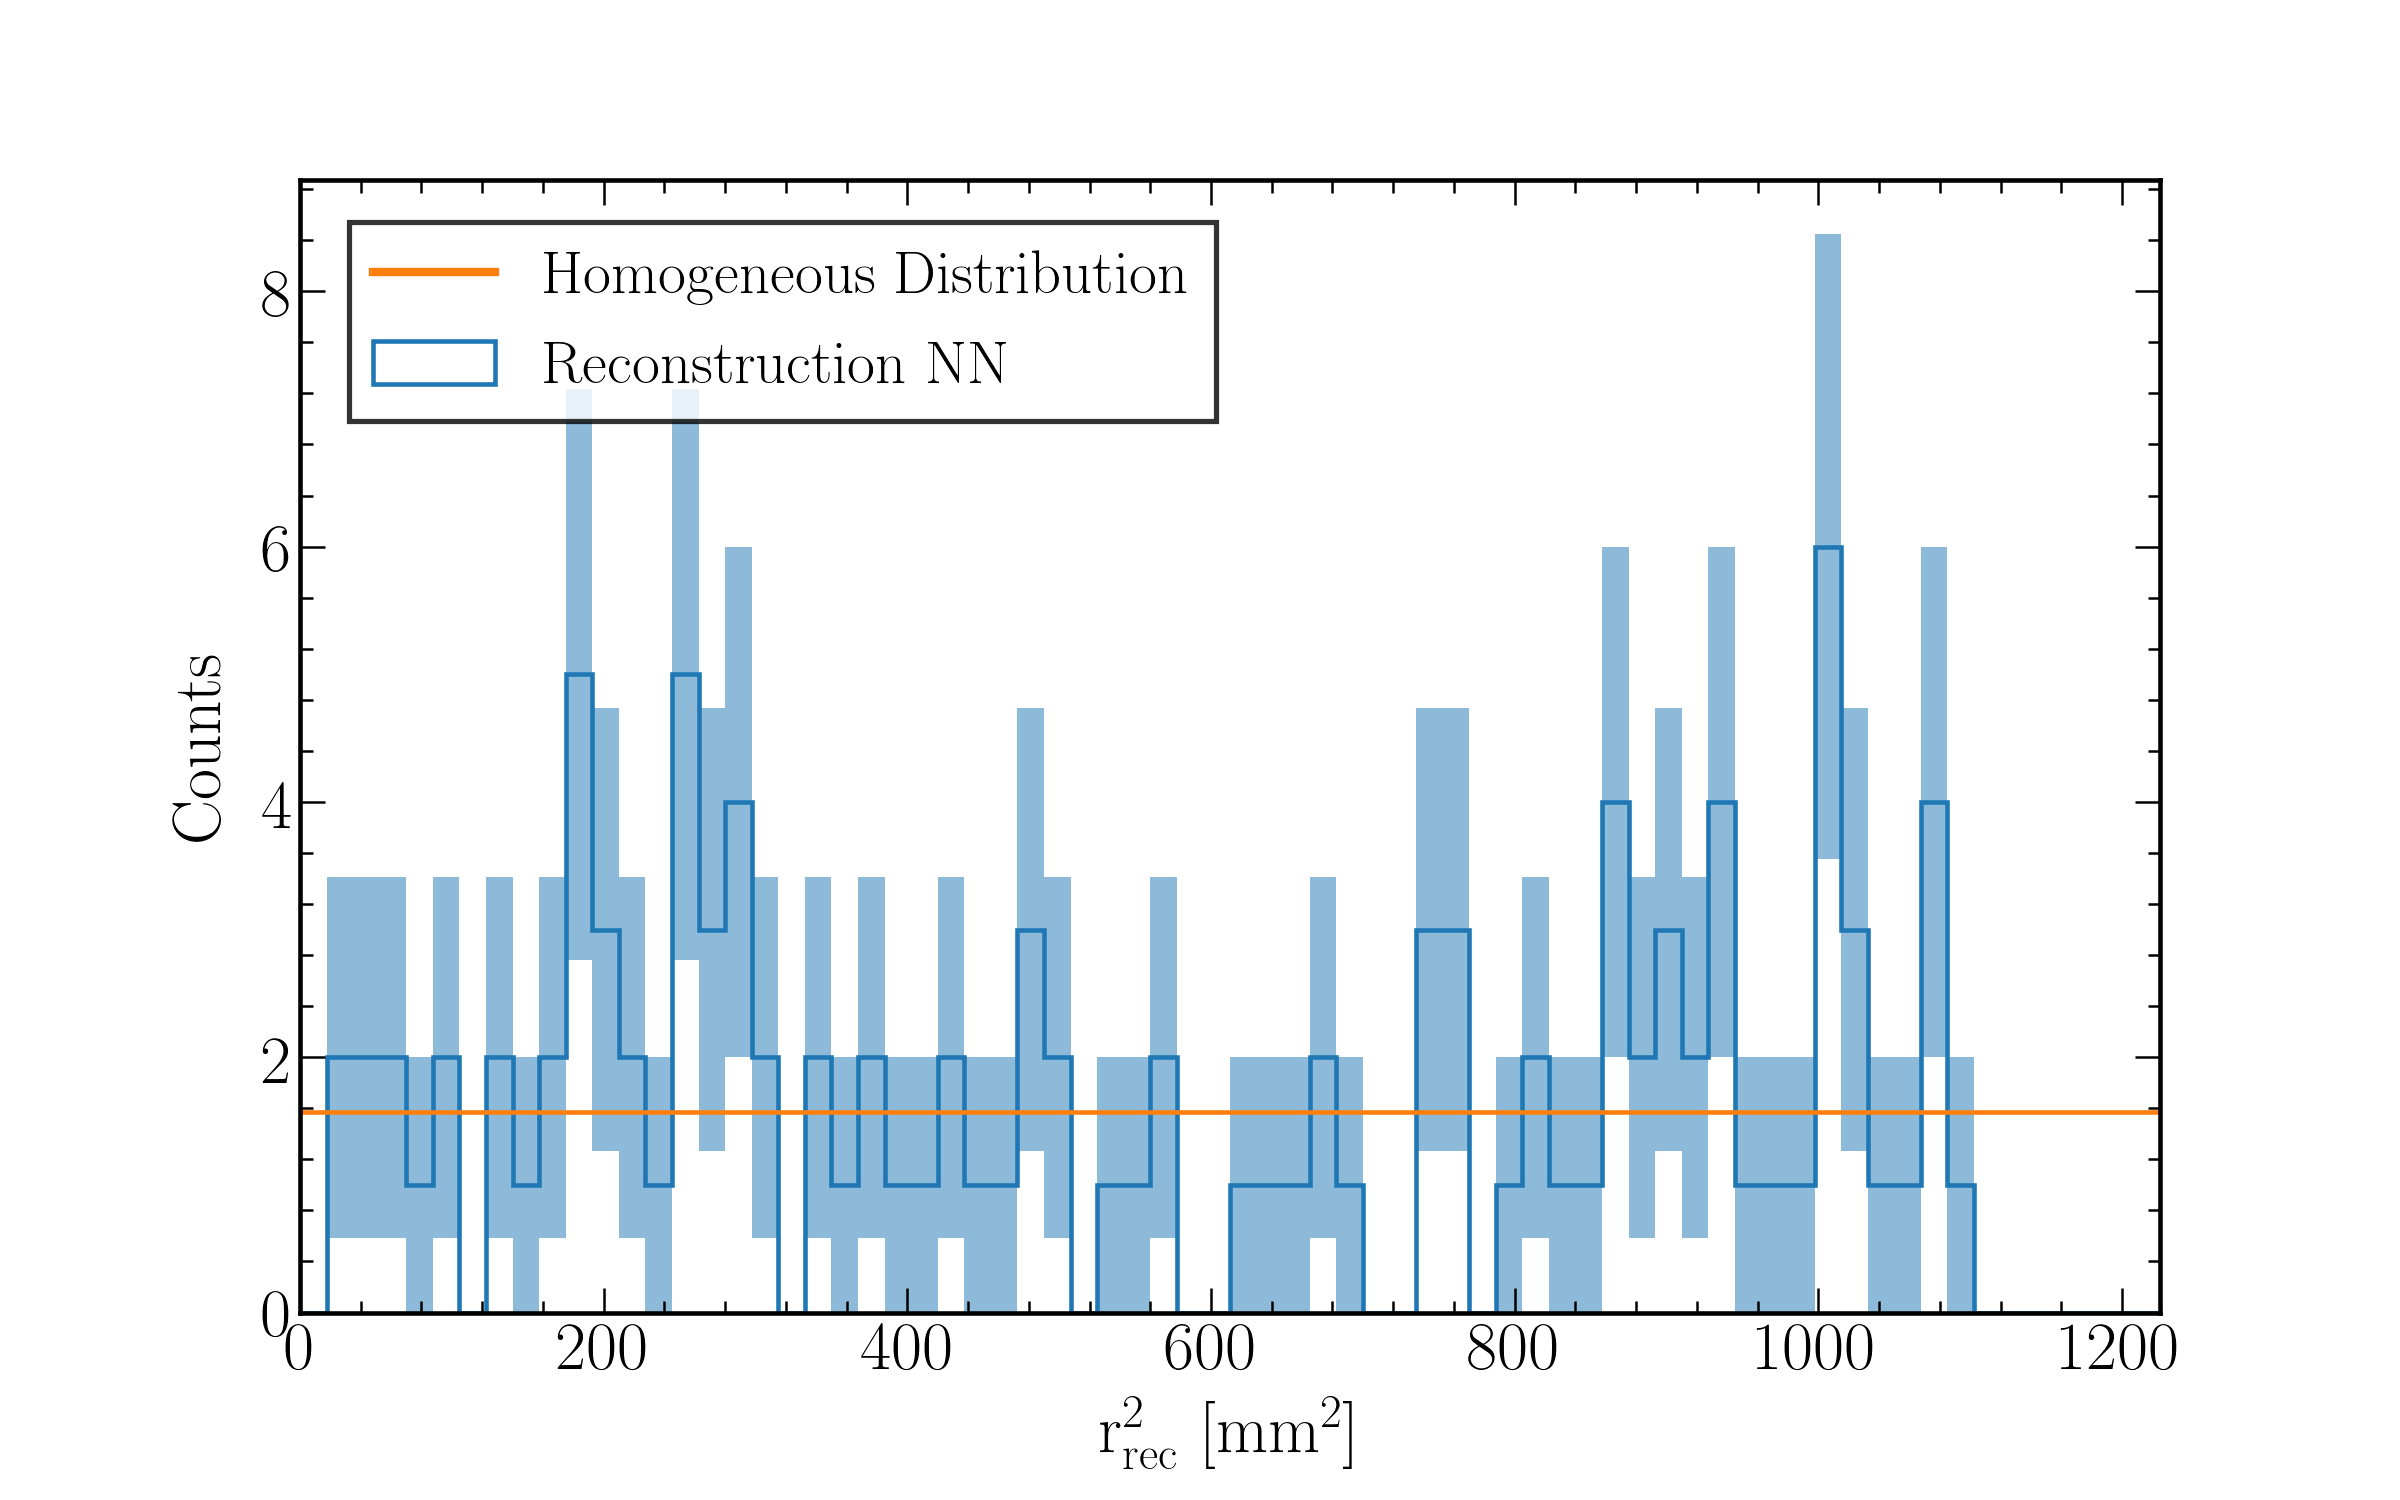 Homogeneous Distribution
Reconstruction NN
8
6
4
2
0
Counts
0 200 400 600 800 1000 1200
r²rec [mm²]